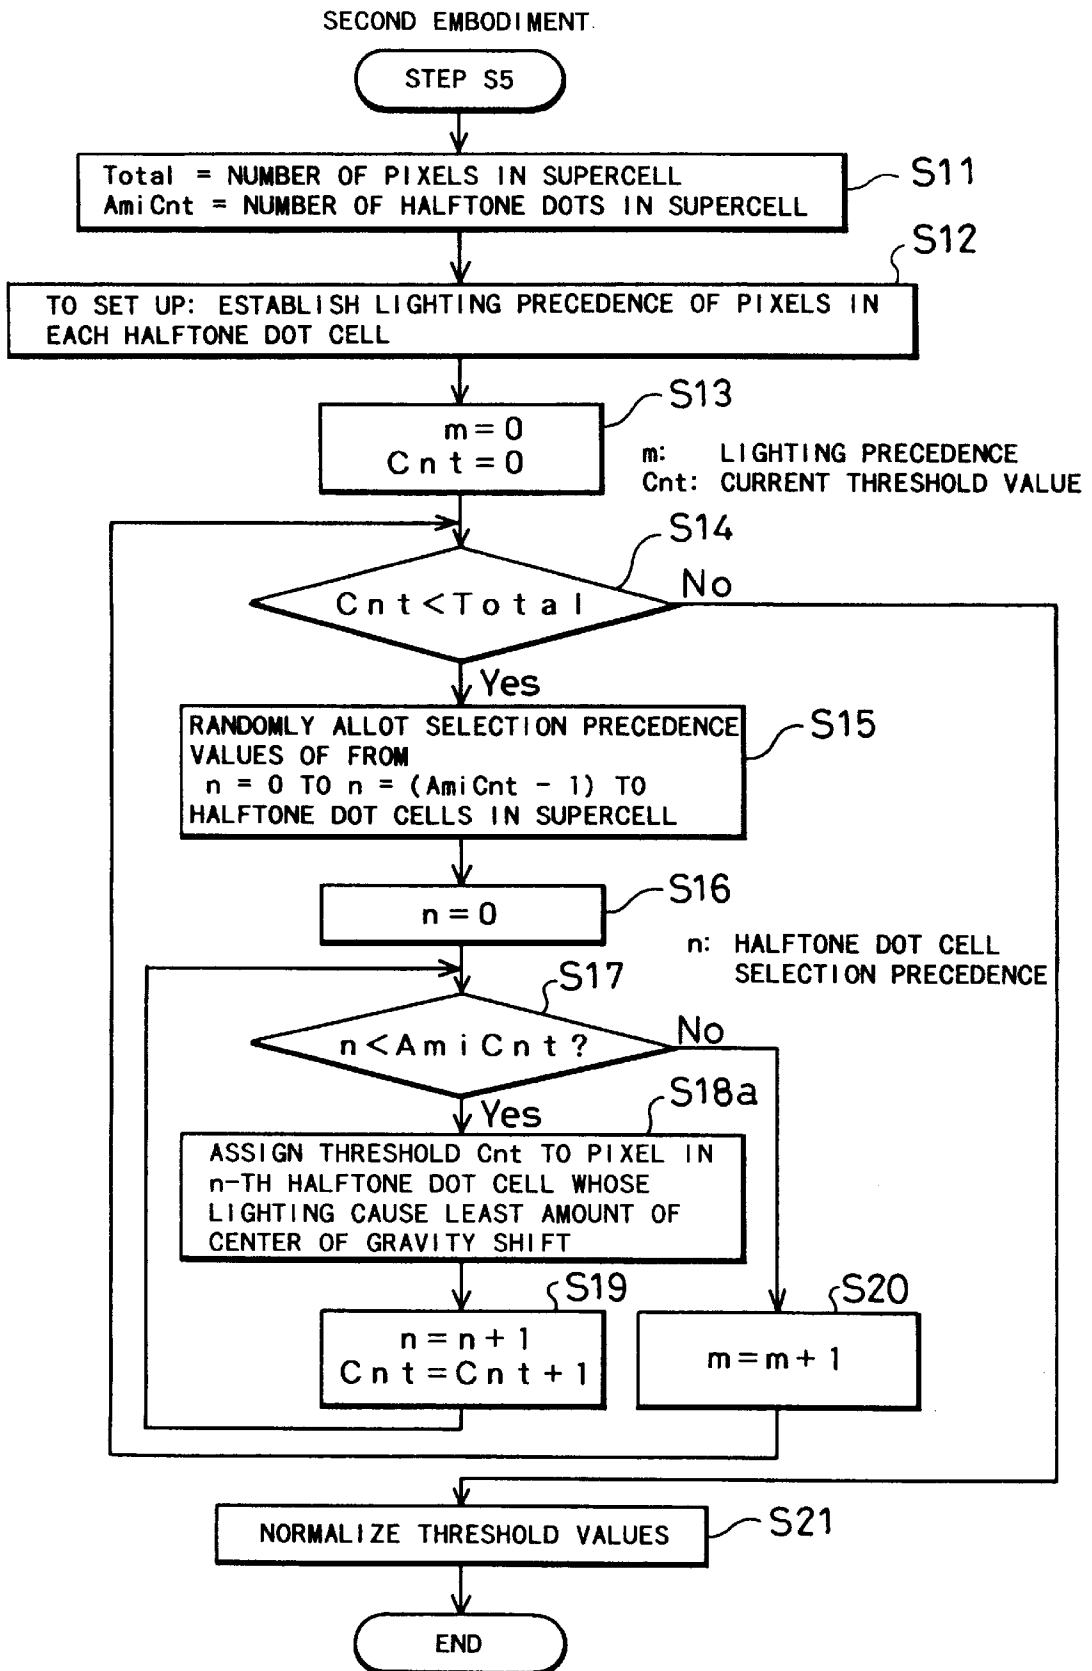 SECOND EMBODIMENT
STEP S5
Total = NUMBER OF PIXELS IN SUPERCELL
AmiCnt = NUMBER OF HALFTONE DOTS IN SUPERCELL
S11
S12
TO SET UP: ESTABLISH LIGHTING PRECEDENCE OF PIXELS IN
EACH HALFTONE DOT CELL
S13
m=0
Cnt=0
m: LIGHTING PRECEDENCE
Cnt: CURRENT THRESHOLD VALUE
S14
Cnt<Total
No
Yes
S15
RANDOMLY ALLOT SELECTION PRECEDENCE
VALUES OF FROM
n = 0 TO n = (AmiCnt - 1) TO
HALFTONE DOT CELLS IN SUPERCELL
S16
n=0
n: HALFTONE DOT CELL
SELECTION PRECEDENCE
S17
n<AmiCnt?
No
Yes
S18a
ASSIGN THRESHOLD Cnt TO PIXEL IN
n-TH HALFTONE DOT CELL WHOSE
LIGHTING CAUSE LEAST AMOUNT OF
CENTER OF GRAVITY SHIFT
S19
n=n+1
Cnt=Cnt+1
S20
m=m+1
NORMALIZE THRESHOLD VALUES
S21
END